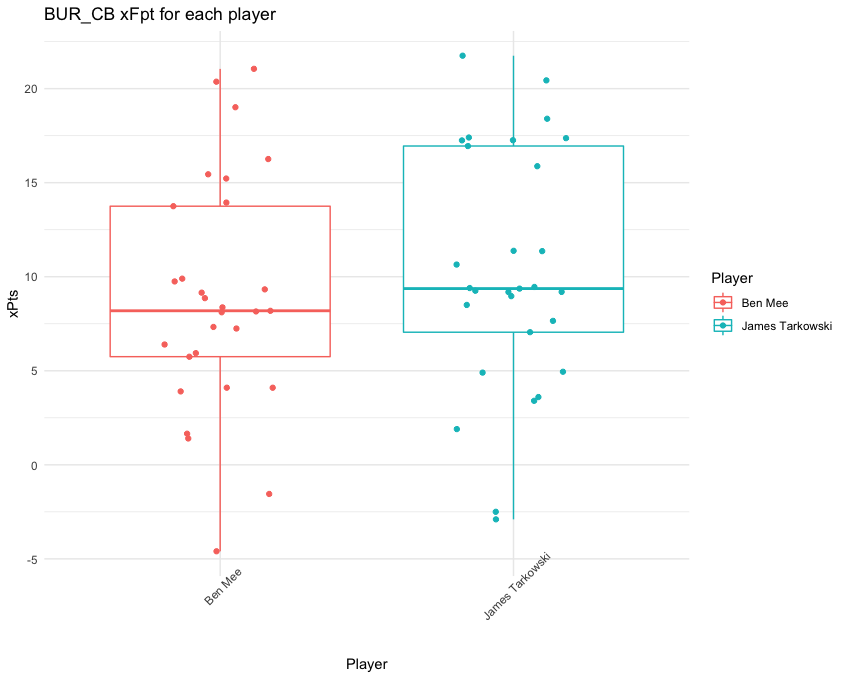 BUR_CB xFpt for each player
20
15
10
5
0
-5
xPts
Ben Mee
James Tarkowski
Player
Player
Ben Mee
James Tarkowski